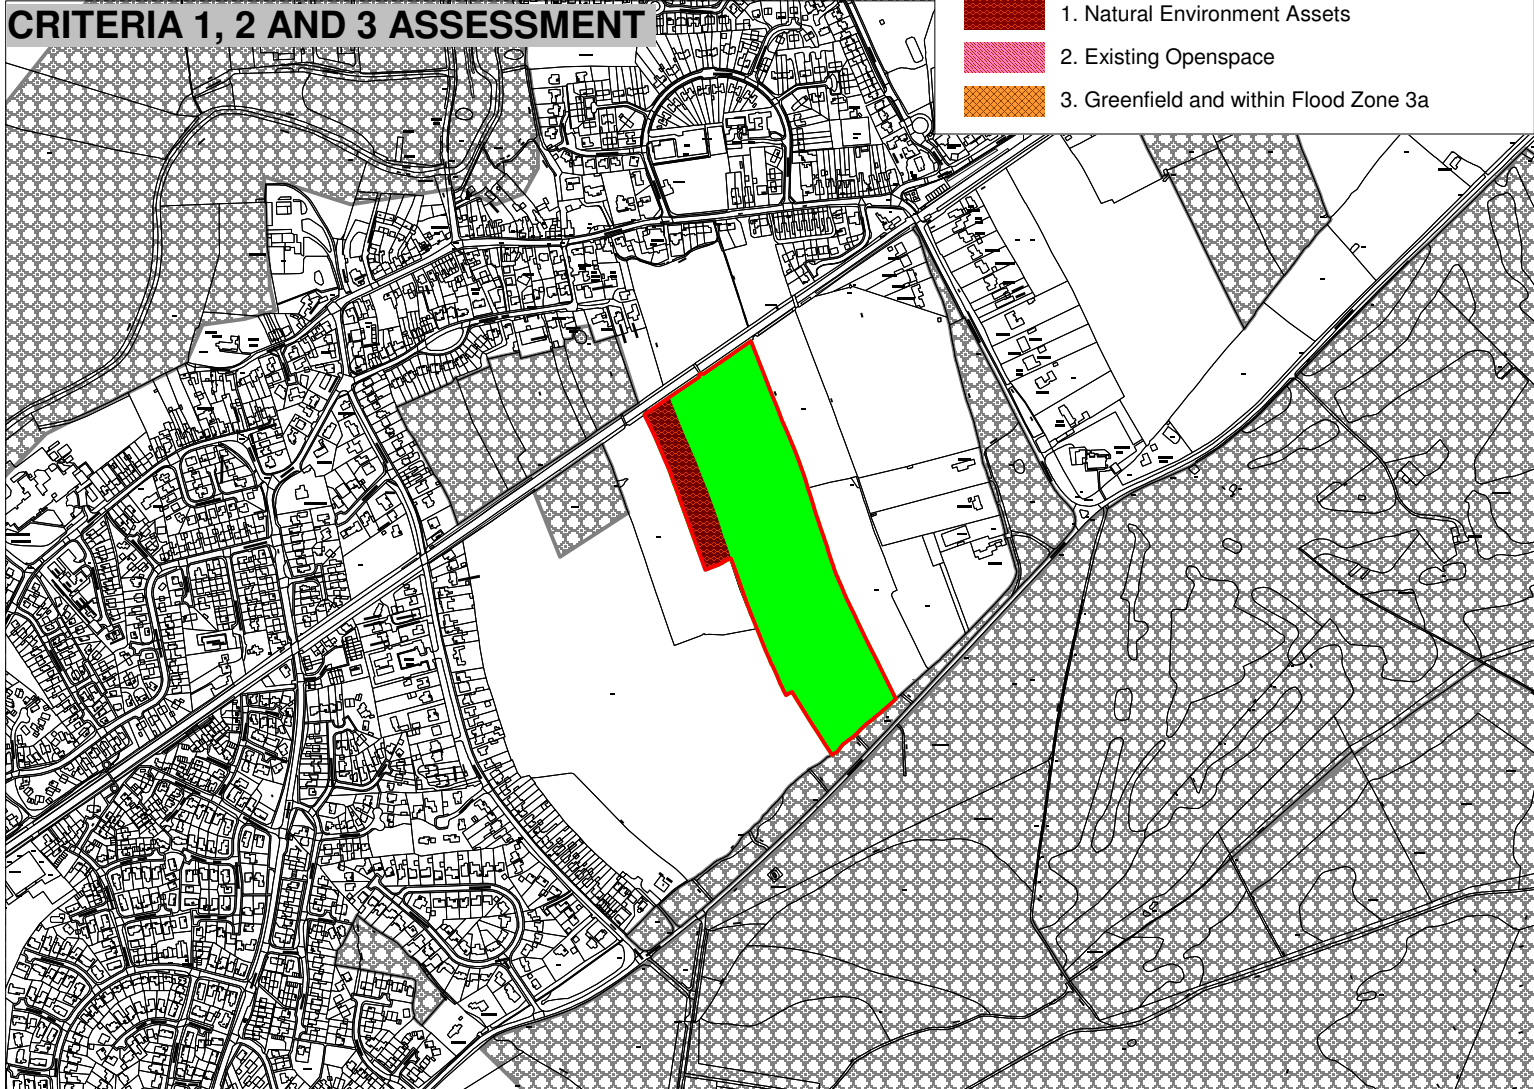 CRITERIA 1, 2 AND 3 ASSESSMENT
1. Natural Environment Assets
2. Existing Openspace
3. Greenfield and within Flood Zone 3a